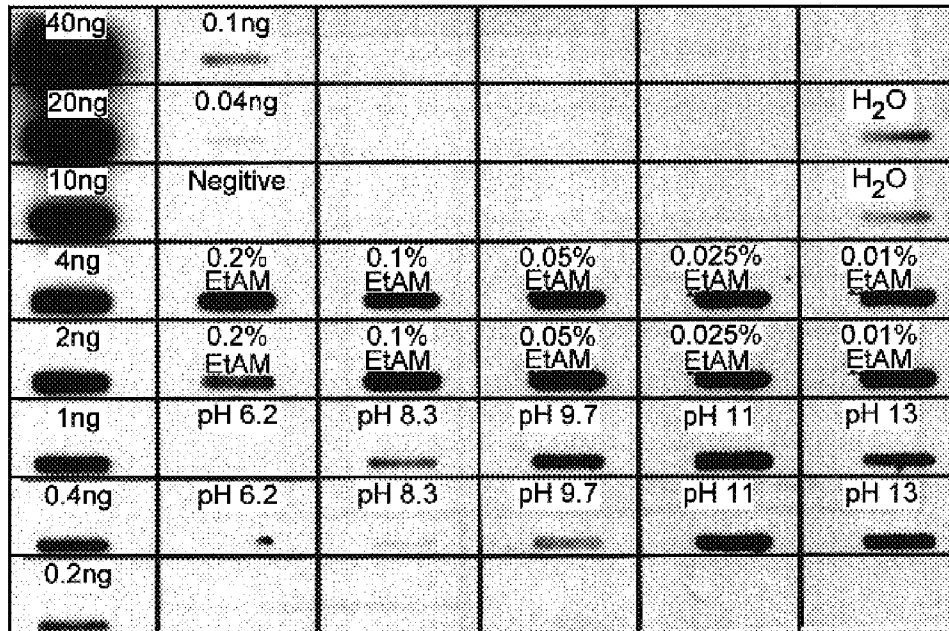 40ng 0.1ng
20ng 0.04ng H2O
10ng Negitive H2O
4ng 0.2% 0.1% 0.05% 0.025% 0.01%
EtAM EtAM EtAM EtAM EtAM
2ng 0.2% 0.1% 0.05% 0.025% 0.01%
EtAM EtAM EtAM EtAM EtAM
1ng pH 6.2 pH 8.3 pH 9.7 pH 11 pH 13
0.4ng pH 6.2 pH 8.3 pH 9.7 pH 11 pH 13
0.2ng